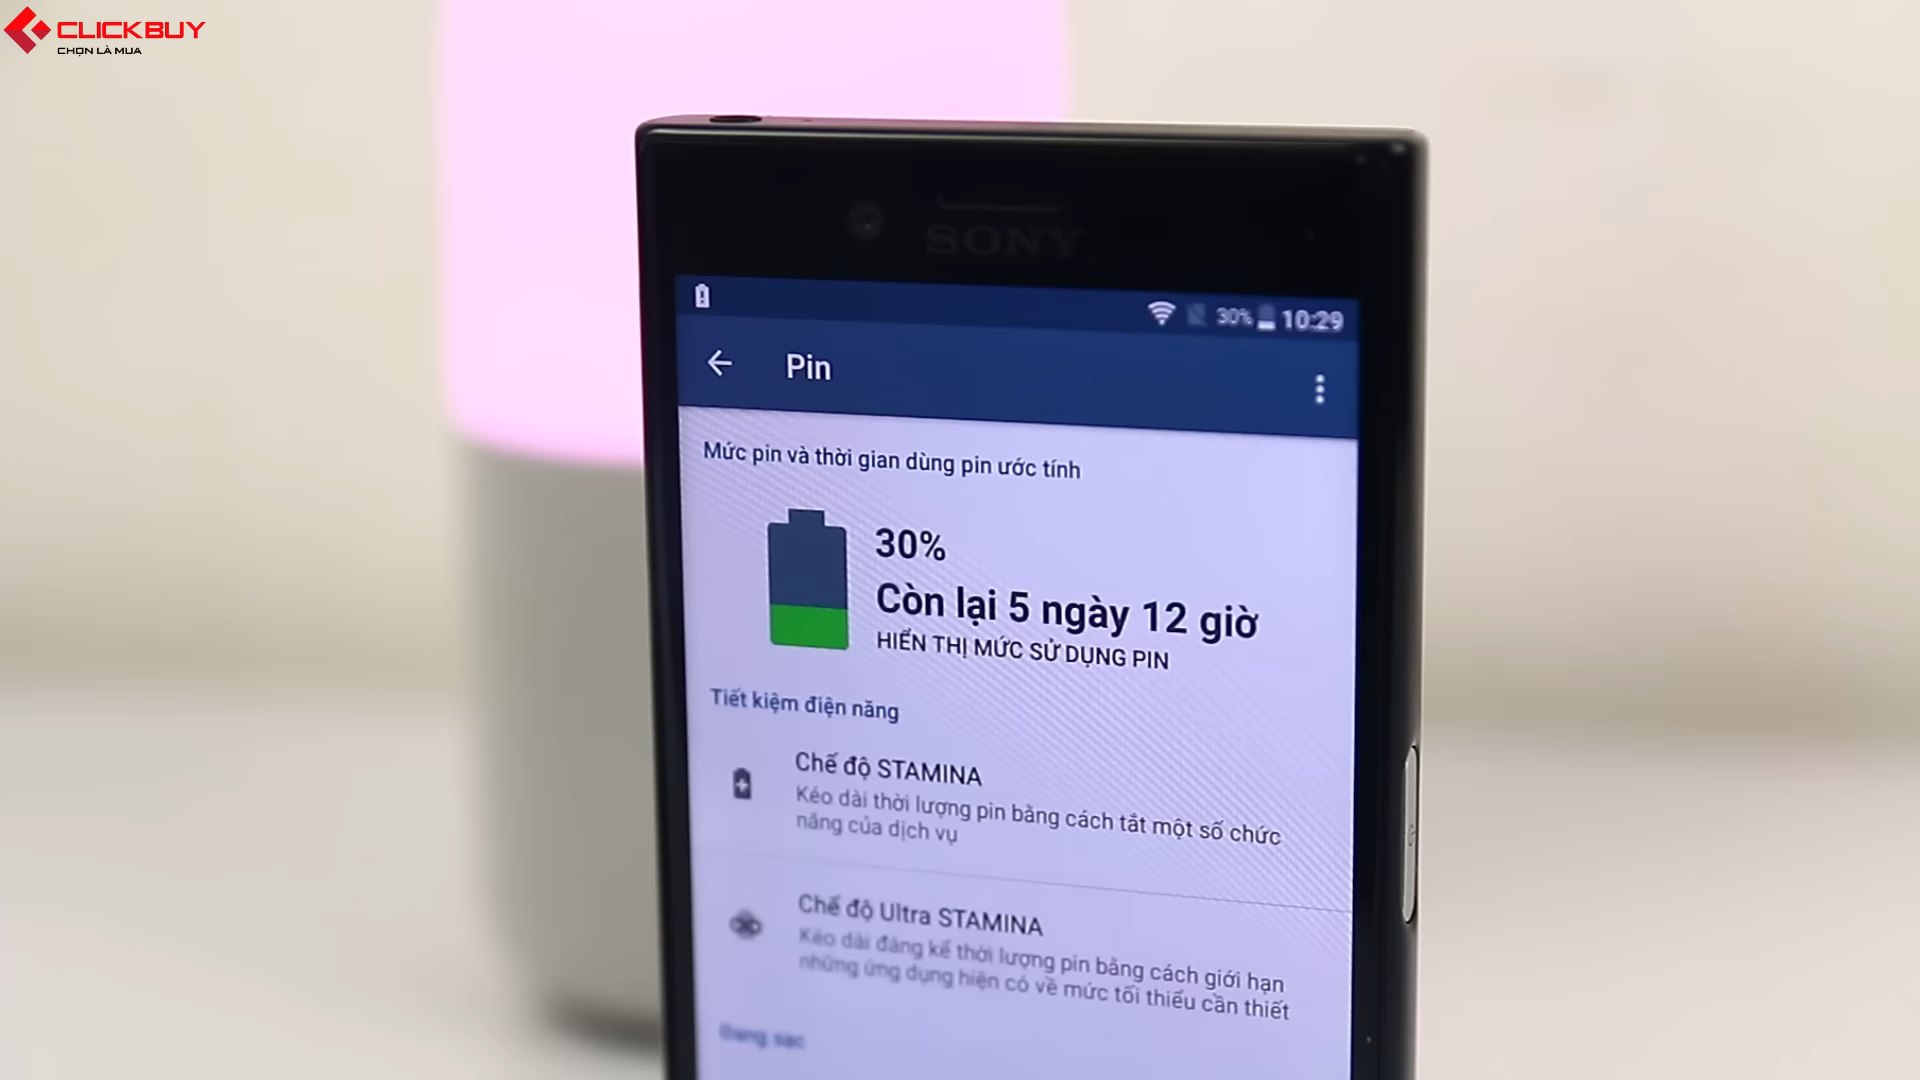 CLICKBUY
CHỌN LÀ MUA
SONY
30% 10:29
Pin
Mức pin và thời gian dùng pin ước tính
30%
Còn lại 5 ngày 12 giờ
HIỂN THỊ MỨC SỬ DỤNG PIN
Tiết kiệm điện năng
Chế độ STAMINA
Kéo dài thời lượng pin bằng cách tắt một số chức
năng của dịch vụ
Chế độ Ultra STAMINA
Kéo dài đáng kể thời lượng pin bằng cách giới hạn
những ứng dụng hiện có về mức tối thiểu cần thiết
Đang sạc